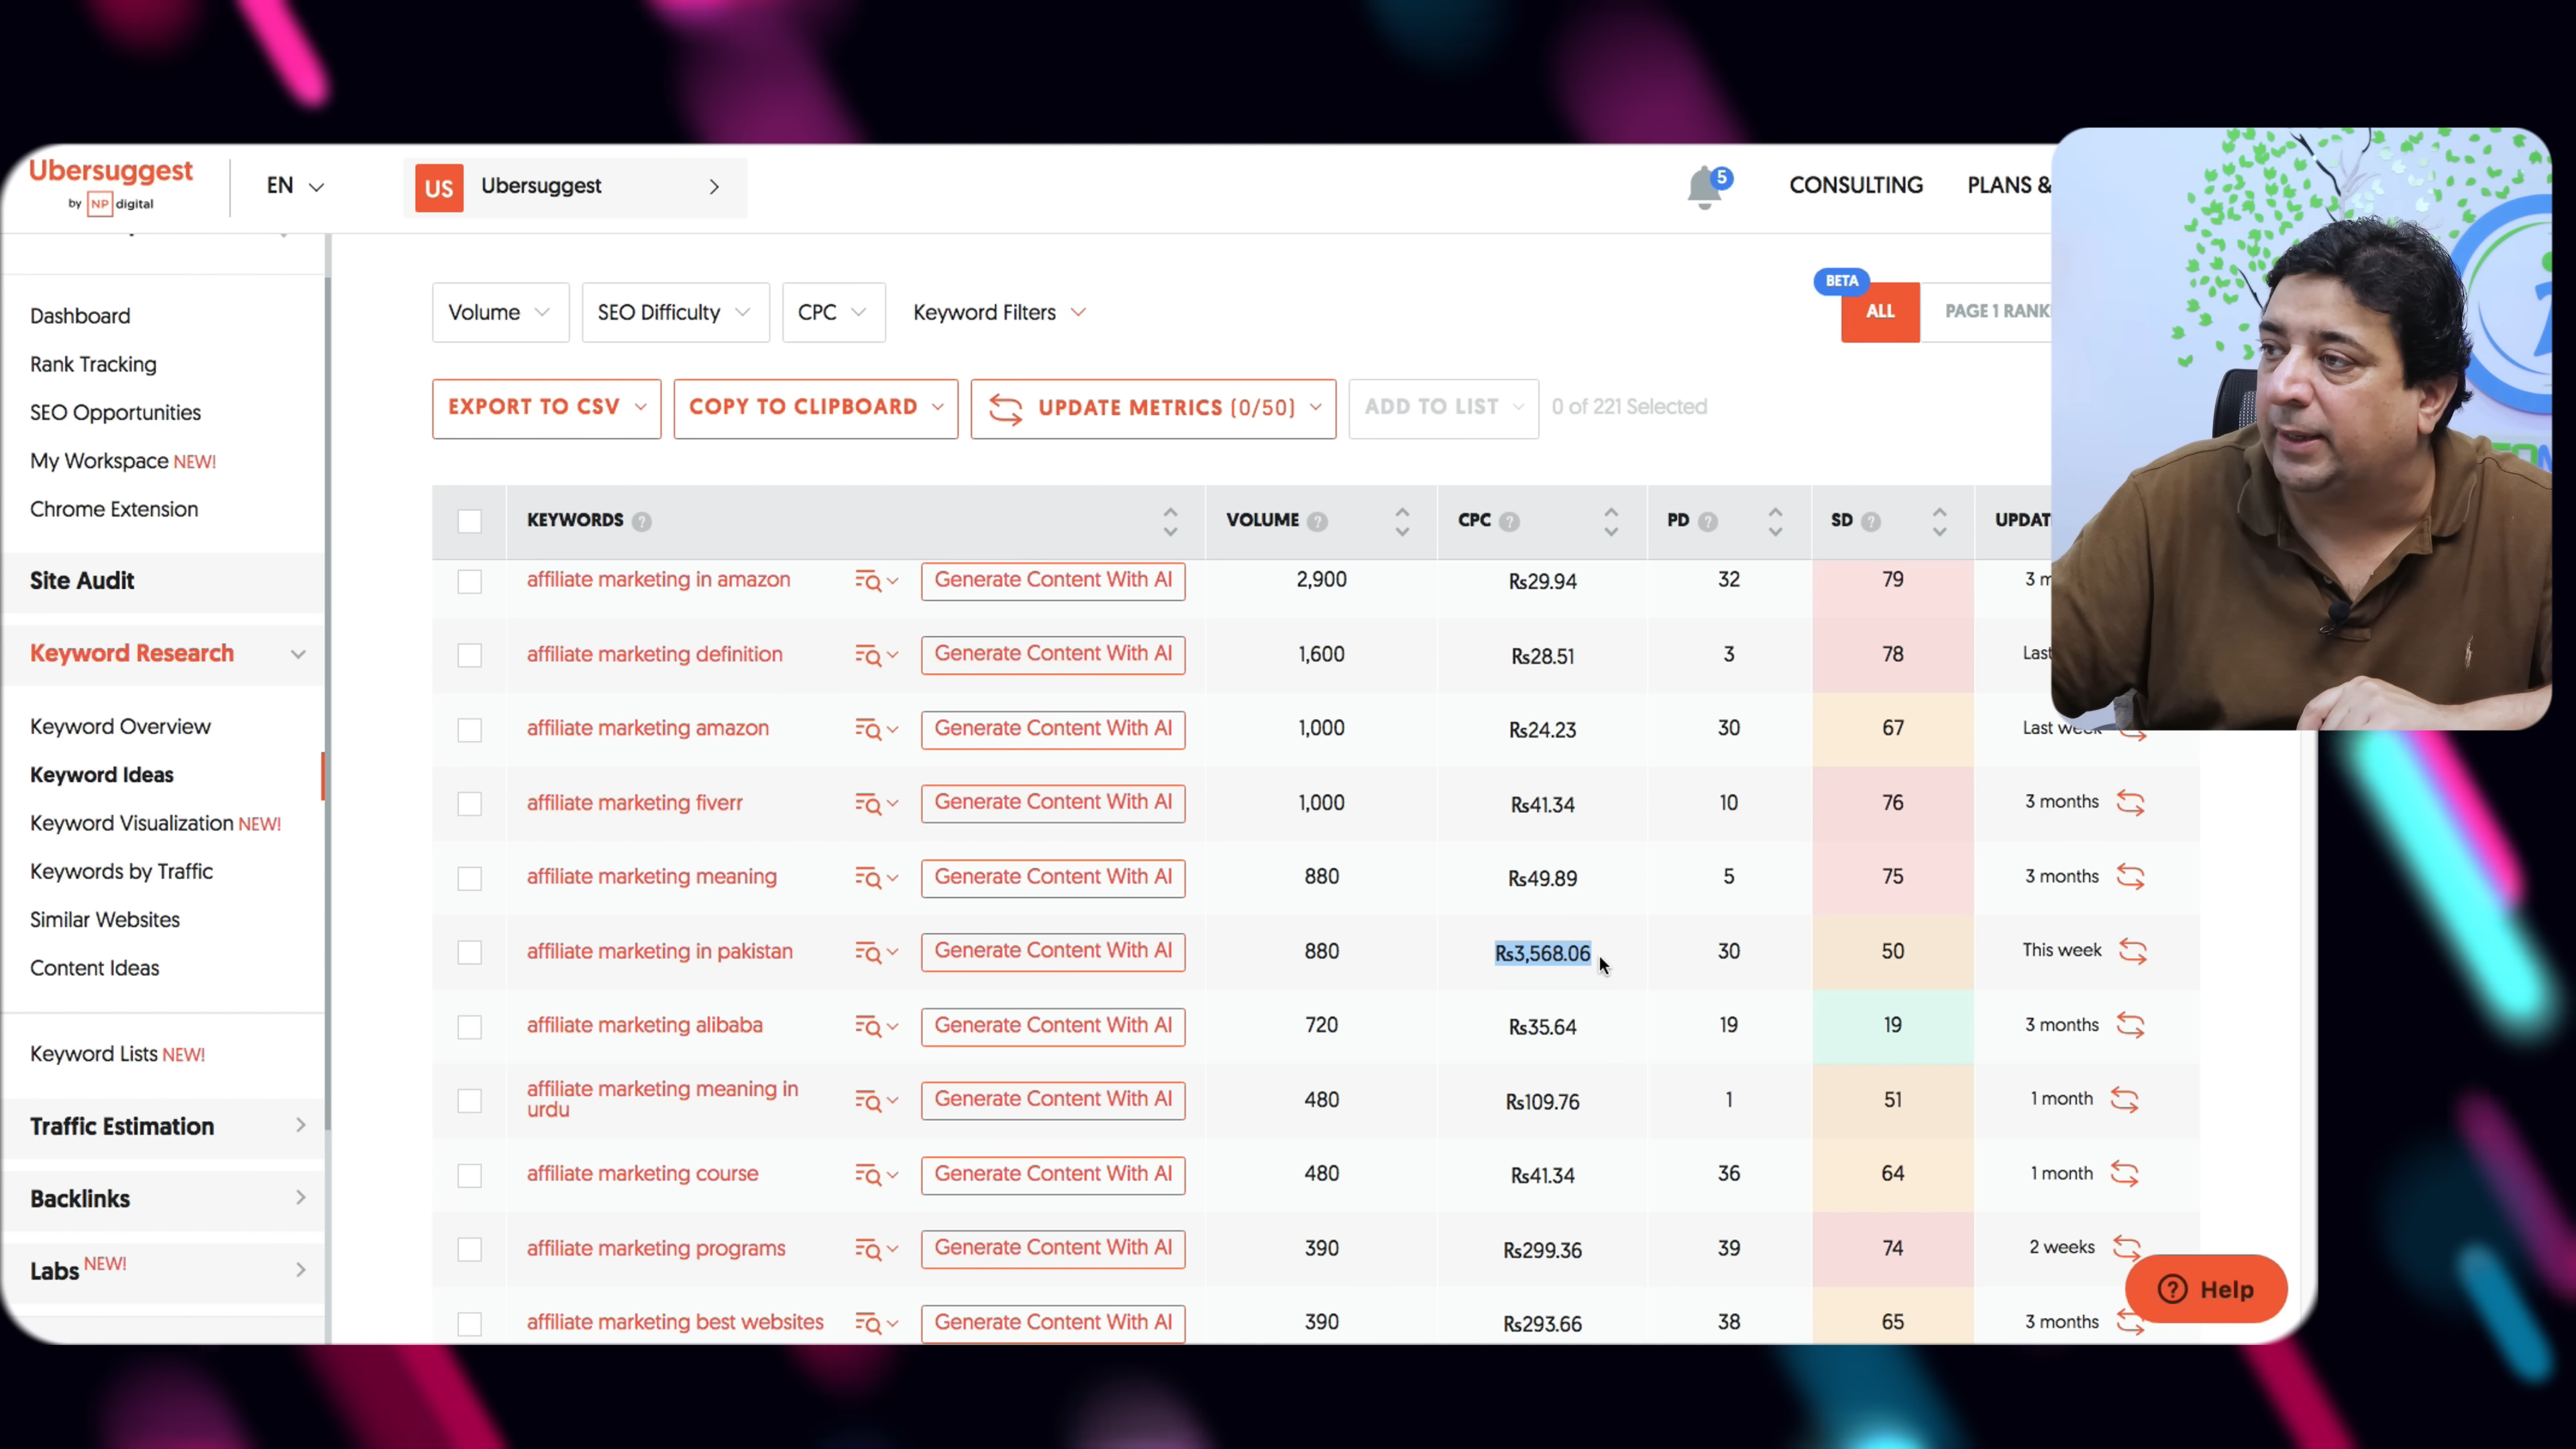 Ubersuggest
by NP digital
EN
US Ubersuggest
5
CONSULTING
PLANS &
Dashboard
Rank Tracking
SEO Opportunities
My Workspace NEW!
Chrome Extension
Site Audit
Keyword Research
Keyword Overview
Keyword Ideas
Keyword Visualization NEW!
Keywords by Traffic
Similar Websites
Content Ideas
Keyword Lists NEW!
Traffic Estimation
Backlinks
Labs NEW!
Volume
SEO Difficulty
CPC
Keyword Filters
BETA
ALL
PAGE 1 RANK
EXPORT TO CSV
COPY TO CLIPBOARD
UPDATE METRICS (0/50)
ADD TO LIST
0 of 221 Selected
KEYWORDS ? VOLUME ? CPC ? PD ? SD ? UPDAT
affiliate marketing in amazon Generate Content With AI 2,900 Rs29.94 32 79 3 m
affiliate marketing definition Generate Content With AI 1,600 Rs28.51 3 78 Last
affiliate marketing amazon Generate Content With AI 1,000 Rs24.23 30 67 Last week
affiliate marketing fiverr Generate Content With AI 1,000 Rs41.34 10 76 3 months
affiliate marketing meaning Generate Content With AI 880 Rs49.89 5 75 3 months
affiliate marketing in pakistan Generate Content With AI 880 Rs3,568.06 30 50 This week
affiliate marketing alibaba Generate Content With AI 720 Rs35.64 19 19 3 months
affiliate marketing meaning in
urdu Generate Content With AI 480 Rs109.76 1 51 1 month
affiliate marketing course Generate Content With AI 480 Rs41.34 36 64 1 month
affiliate marketing programs Generate Content With AI 390 Rs299.36 39 74 2 weeks
affiliate marketing best websites Generate Content With AI 390 Rs293.66 38 65 3 months
? Help